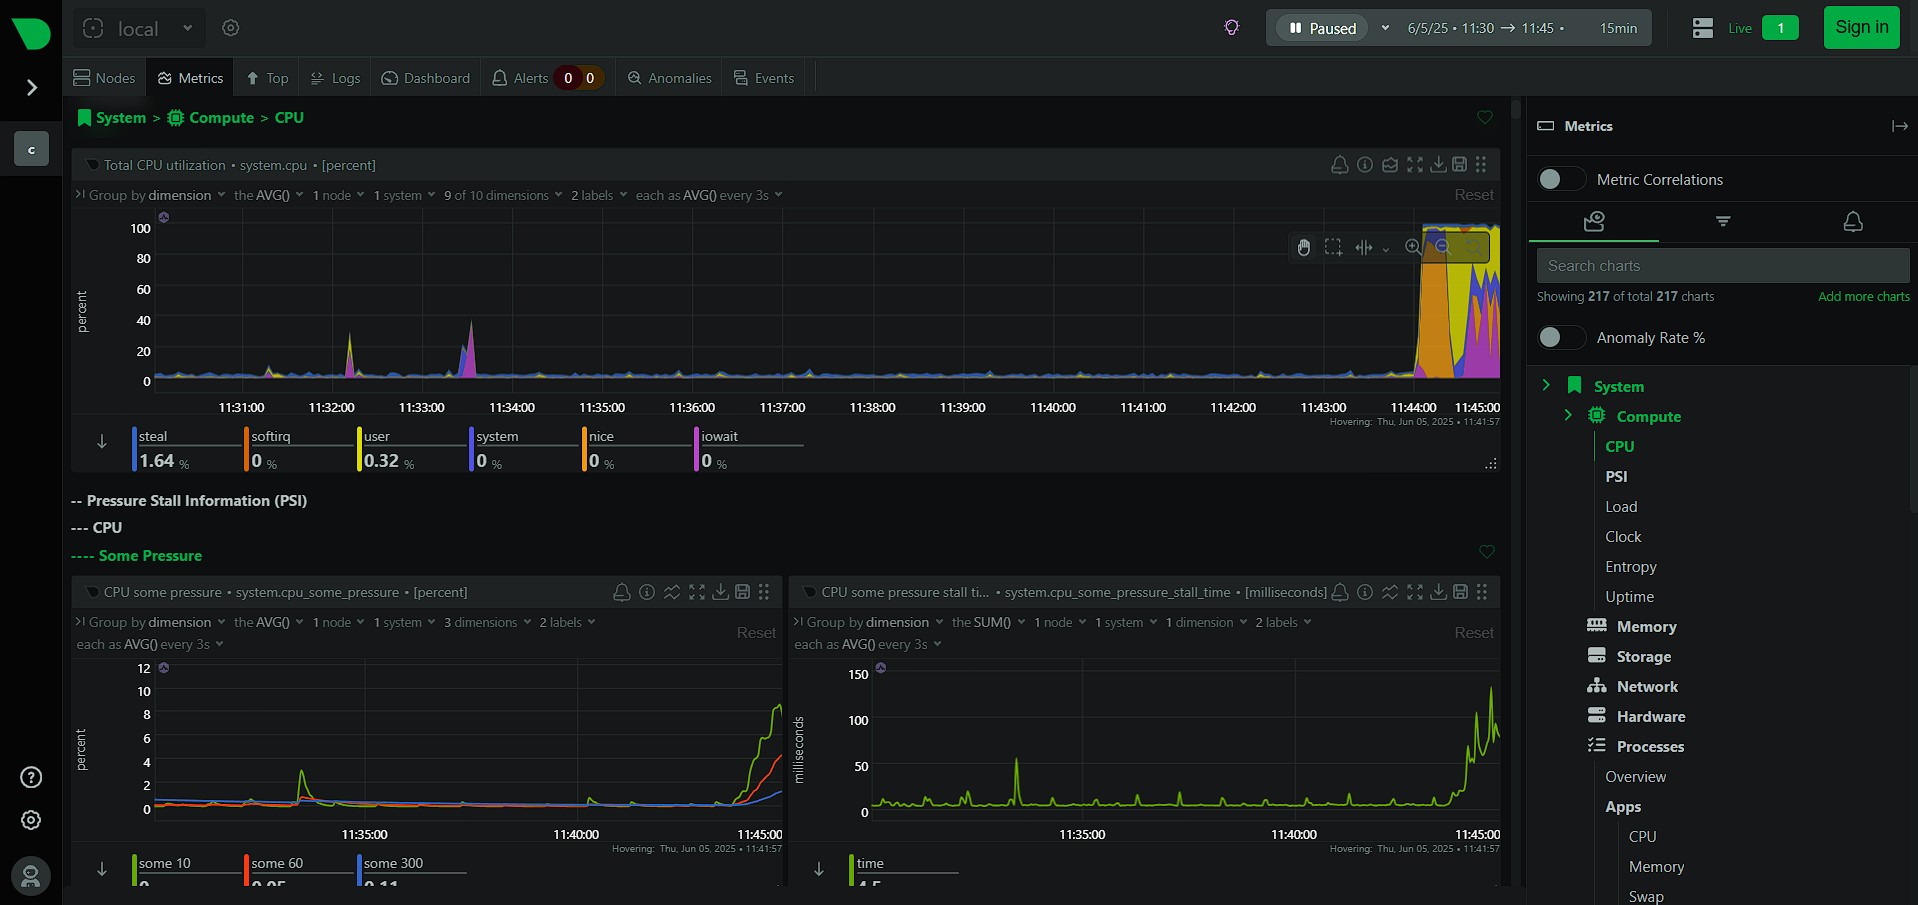 local
Paused
6/5/25 • 11:30 → 11:45 •
15min
Live
1
Sign in
Nodes
Metrics
Top
Logs
Dashboard
Alerts
0
0
Anomalies
Events
c
System > Compute > CPU
Total CPU utilization • system.cpu • [percent]
Group by dimension the AVG() 1 node 1 system 9 of 10 dimensions 2 labels each as AVG() every 3s
Reset
percent
100
80
60
40
20
0
11:31:00 11:32:00 11:33:00 11:34:00 11:35:00 11:36:00 11:37:00 11:38:00 11:39:00 11:40:00 11:41:00 11:42:00 11:43:00 11:44:00 11:45:00
Hovering: Thu, Jun 05, 2025 • 11:41:57
steal softirq user system nice iowait
1.64 % 0 % 0.32 % 0 % 0 % 0 %
-- Pressure Stall Information (PSI)
--- CPU
---- Some Pressure
CPU some pressure • system.cpu_some_pressure • [percent]
Group by dimension the AVG() 1 node 1 system 3 dimensions 2 labels
each as AVG() every 3s
Reset
percent
12
10
8
6
4
2
0
11:35:00 11:40:00 11:45:00
Hovering: Thu, Jun 05, 2025 • 11:41:57
some 10 some 60 some 300
0 0.05 0.11
CPU some pressure stall ti... • system.cpu_some_pressure_stall_time • [milliseconds]
Group by dimension the SUM() 1 node 1 system 1 dimension 2 labels
each as AVG() every 3s
Reset
milliseconds
150
100
50
0
11:35:00 11:40:00 11:45:00
Hovering: Thu, Jun 05, 2025 • 11:41:57
time
4.5
Metrics
Metric Correlations
Search charts
Showing 217 of total 217 charts
Add more charts
Anomaly Rate %
System
Compute
CPU
PSI
Load
Clock
Entropy
Uptime
Memory
Storage
Network
Hardware
Processes
Overview
Apps
CPU
Memory
Swap